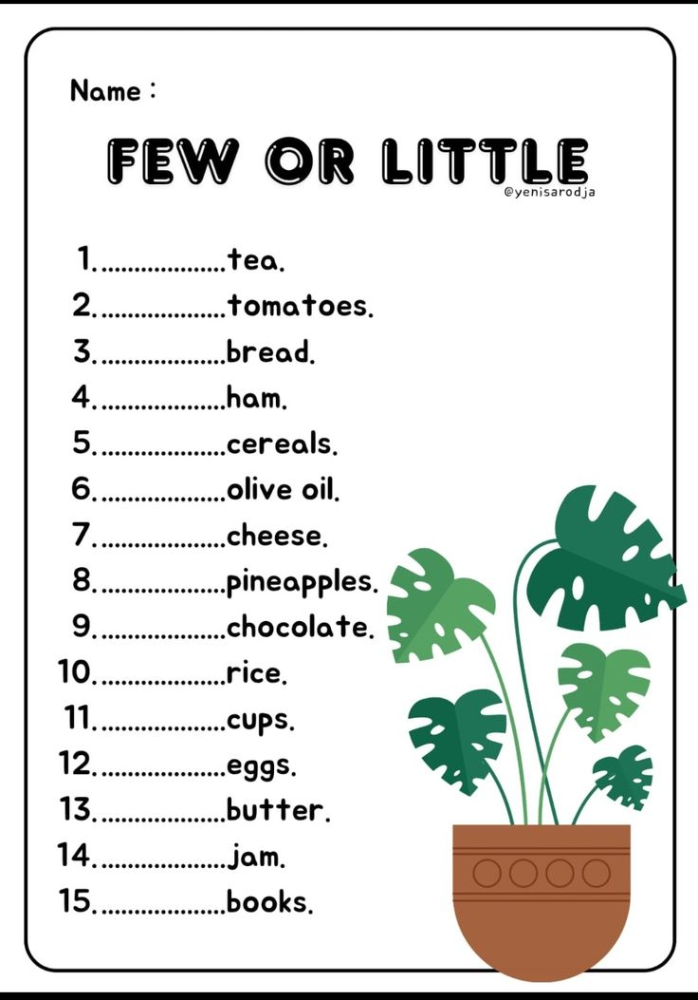 Name :
FEW OR LITTLE
@yenisarodja
1...................tea.
2...................tomatoes.
3...................bread.
4...................ham.
5...................cereals.
6...................olive oil.
7...................cheese.
8...................pineapples.
9...................chocolate.
10...................rice.
11...................cups.
12...................eggs.
13...................butter.
14...................jam.
15...................books.